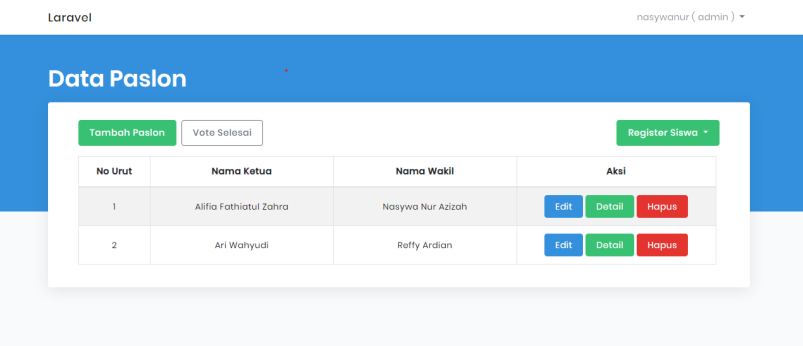 Laravel nasywanur ( admin )
Data Paslon
Tambah Paslon Vote Selesai Register Siswa
No Urut Nama Ketua Nama Wakil Aksi
1 Alifia Fathiatul Zahra Nasywa Nur Azizah Edit Detail Hapus
2 Ari Wahyudi Reffy Ardian Edit Detail Hapus